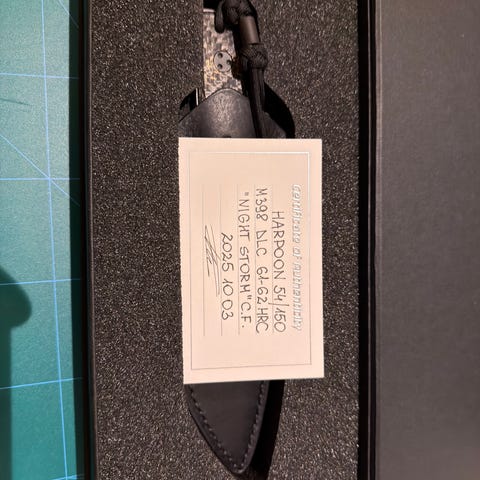 Certificate of Authenticity
HARPOON 54/150
M398 DLC 61-62 HRC
"NIGHT STORM" C.F.
2025 10 03